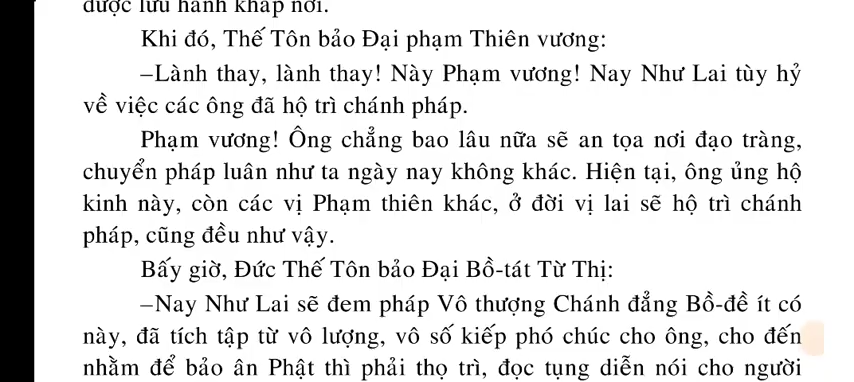 được lưu hành khắp nơi.
Khi đó, Thế Tôn bảo Đại phạm Thiên vương:
–Lành thay, lành thay! Này Phạm vương! Nay Như Lai tùy hỷ
về việc các ông đã hộ trì chánh pháp.
Phạm vương! Ông chẳng bao lâu nữa sẽ an tọa nơi đạo tràng,
chuyển pháp luân như ta ngày nay không khác. Hiện tại, ông ủng hộ
kinh này, còn các vị Phạm thiên khác, ở đời vị lai sẽ hộ trì chánh
pháp, cũng đều như vậy.
Bấy giờ, Đức Thế Tôn bảo Đại Bồ-tát Từ Thị:
–Nay Như Lai sẽ đem pháp Vô thượng Chánh đẳng Bồ-đề ít có
này, đã tích tập từ vô lượng, vô số kiếp phó chúc cho ông, cho đến
nhằm để bảo ân Phật thì phải thọ trì, đọc tụng diễn nói cho người